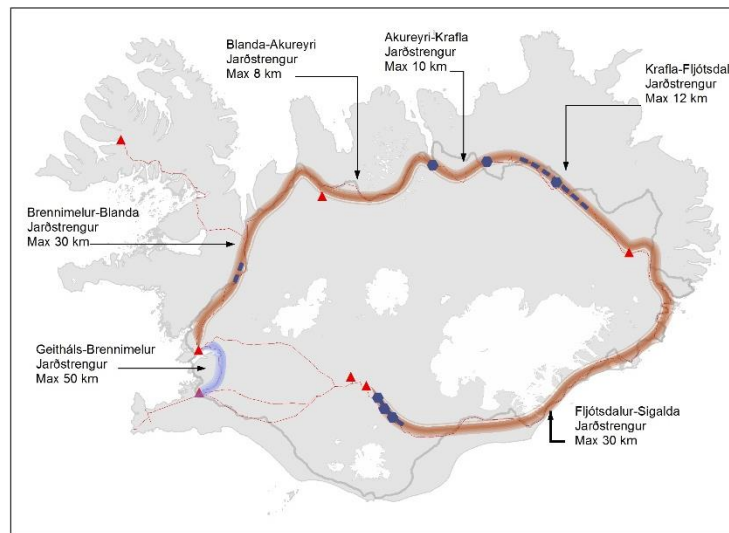 Blanda-Akureyri
Jarðstrengur
Max 8 km
Akureyri-Krafla
Jarðstrengur
Max 10 km
Krafla-Fljótsdal
Jarðstrengur
Max 12 km
Brennimelur-Blanda
Jarðstrengur
Max 30 km
Geitháls-Brennimelur
Jarðstrengur
Max 50 km
Fljótsdalur-Sigalda
Jarðstrengur
Max 30 km